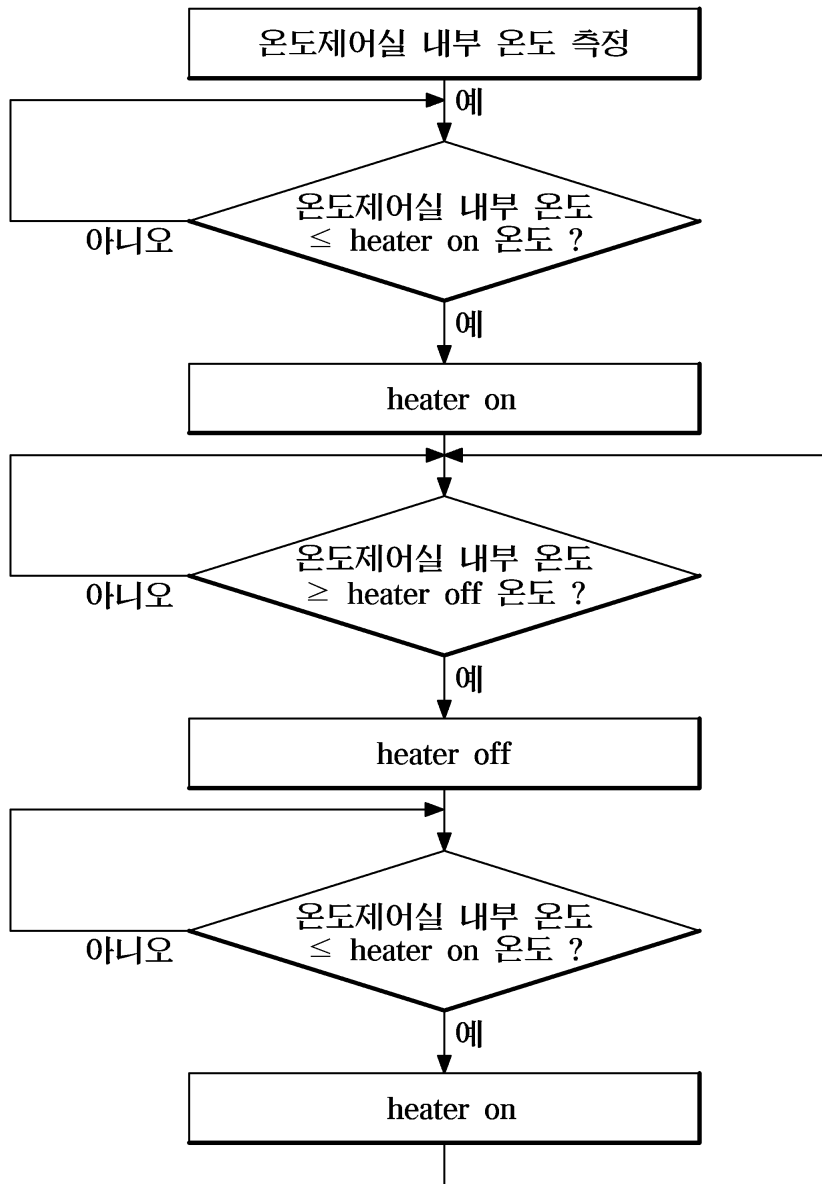 온도제어실 내부 온도 측정
예
온도제어실 내부 온도
≤ heater on 온도 ?
아니오
예
heater on
온도제어실 내부 온도
≥ heater off 온도 ?
아니오
예
heater off
온도제어실 내부 온도
≤ heater on 온도 ?
아니오
예
heater on